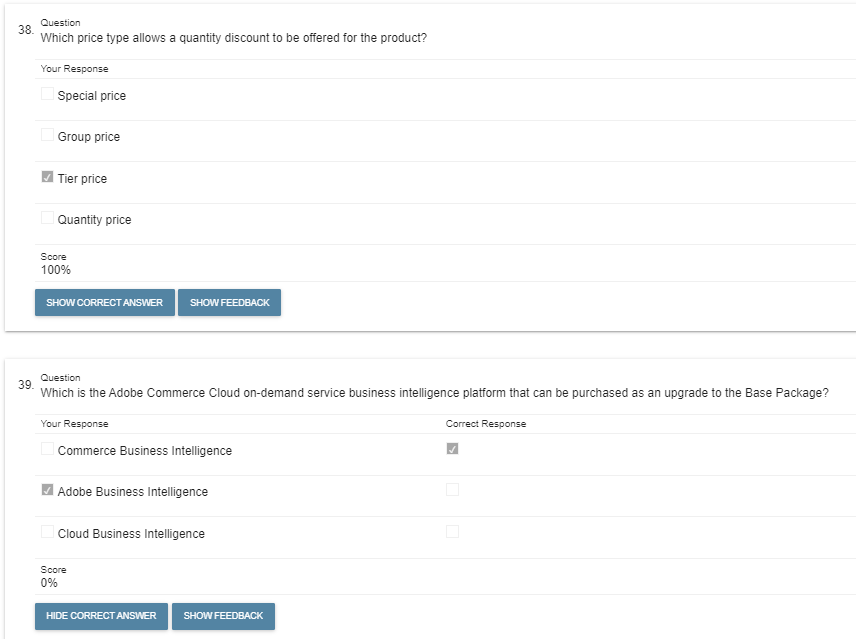 38.
Question
Which price type allows a quantity discount to be offered for the product?
Your Response
Special price
Group price
Tier price
Quantity price
Score
100%
SHOW CORRECT ANSWER SHOW FEEDBACK
39.
Question
Which is the Adobe Commerce Cloud on-demand service business intelligence platform that can be purchased as an upgrade to the Base Package?
Your Response Correct Response
Commerce Business Intelligence
Adobe Business Intelligence
Cloud Business Intelligence
Score
0%
HIDE CORRECT ANSWER SHOW FEEDBACK